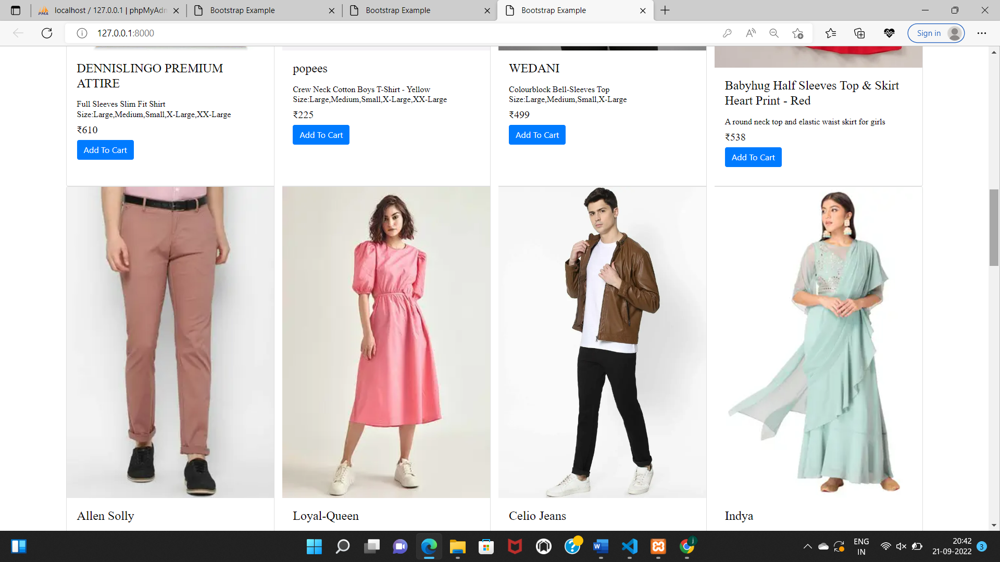 localhost / 127.0.0.1 | phpMyAdm
Bootstrap Example
Bootstrap Example
Bootstrap Example
127.0.0.1:8000
Sign in
DENNISLINGO PREMIUM
ATTIRE
Full Sleeves Slim Fit Shirt
Size:Large,Medium,Small,X-Large,XX-Large
₹610
Add To Cart
popees
Crew Neck Cotton Boys T-Shirt - Yellow
Size:Large,Medium,Small,X-Large,XX-Large
₹225
Add To Cart
WEDANI
Colourblock Bell-Sleeves Top
Size:Large,Medium,Small,X-Large
₹499
Add To Cart
Babyhug Half Sleeves Top & Skirt
Heart Print - Red
A round neck top and elastic waist skirt for girls
₹538
Add To Cart
Allen Solly
Loyal-Queen
Celio Jeans
Indya
ENG
IN
20:42
21-09-2022
3